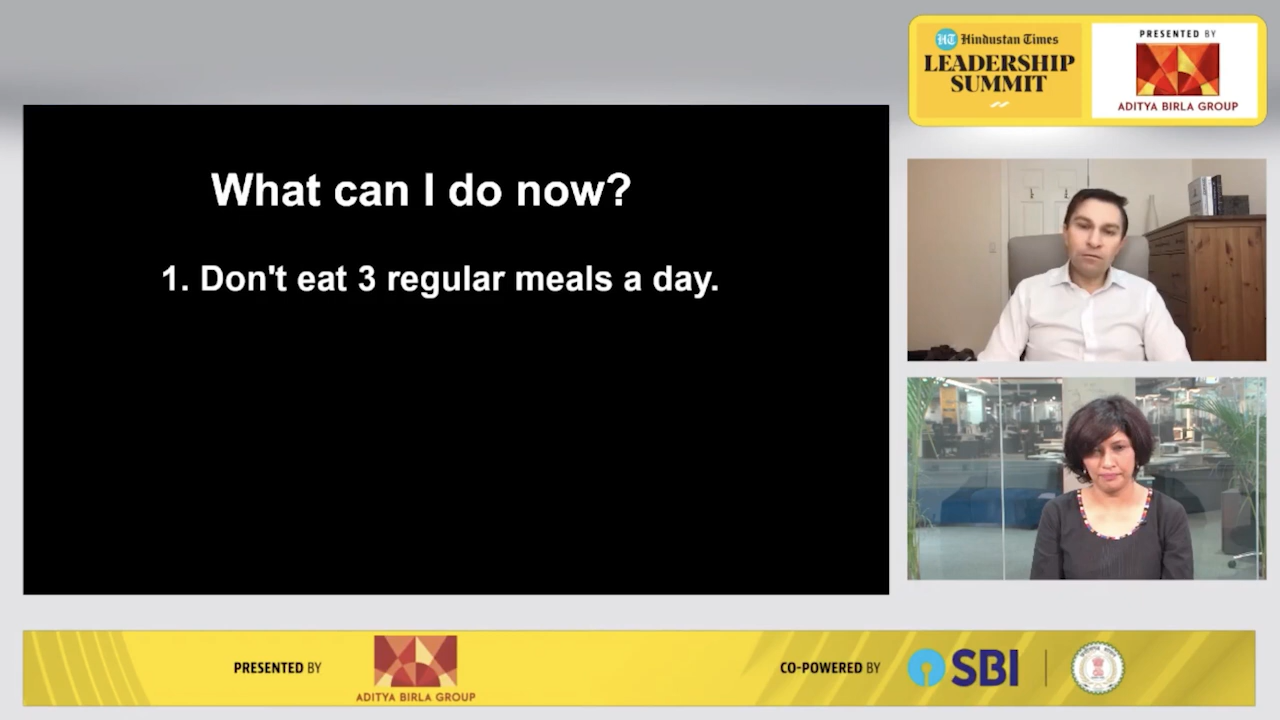 HT Hindustan Times
LEADERSHIP
SUMMIT
PRESENTED BY
ADITYA BIRLA GROUP
What can I do now?
1. Don't eat 3 regular meals a day.
PRESENTED BY
ADITYA BIRLA GROUP
CO-POWERED BY
SBI